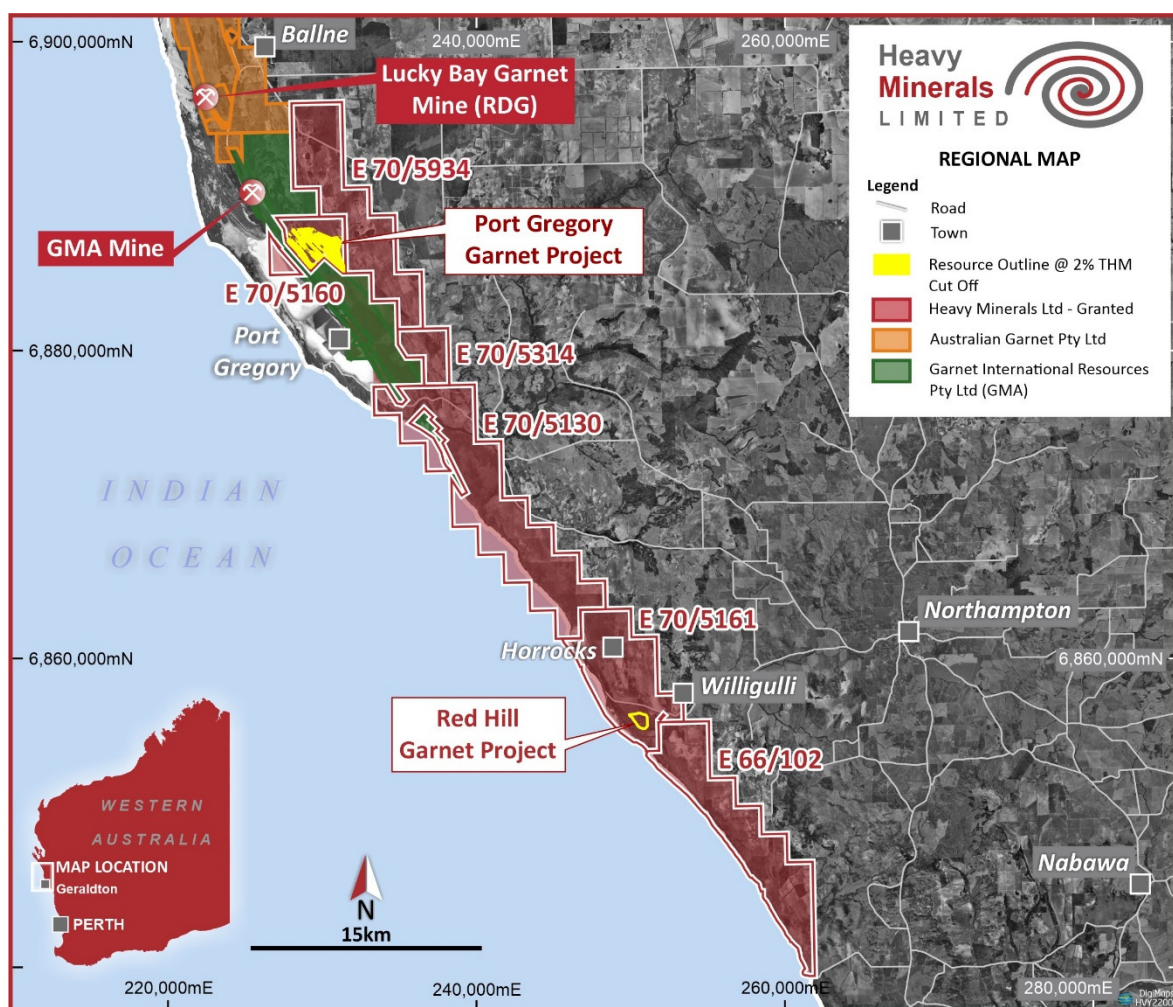 6,900,000mN
Ballne
240,000mE
260,000mE
Lucky Bay Garnet
Mine (RDG)
Heavy
Minerals
LIMITED
REGIONAL MAP
Legend
Road
Town
Resource Outline @ 2% THM
Cut Off
Heavy Minerals Ltd - Granted
Australian Garnet Pty Ltd
Garnet International Resources
Pty Ltd (GMA)
E 70/5934
GMA Mine
Port Gregory
Garnet Project
E 70/5160
Port
Gregory
6,880,000mN
E 70/5314
E 70/5130
INDIAN
OCEAN
E 70/5161
Northampton
Horrocks
6,860,000mN
6,860,000mN
Willigulli
Red Hill
Garnet Project
E 66/102
WESTERN
AUSTRALIA
MAP LOCATION
Geraldton
PERTH
N
15km
Nabawa
220,000mE
240,000mE
260,000mE
280,000mE